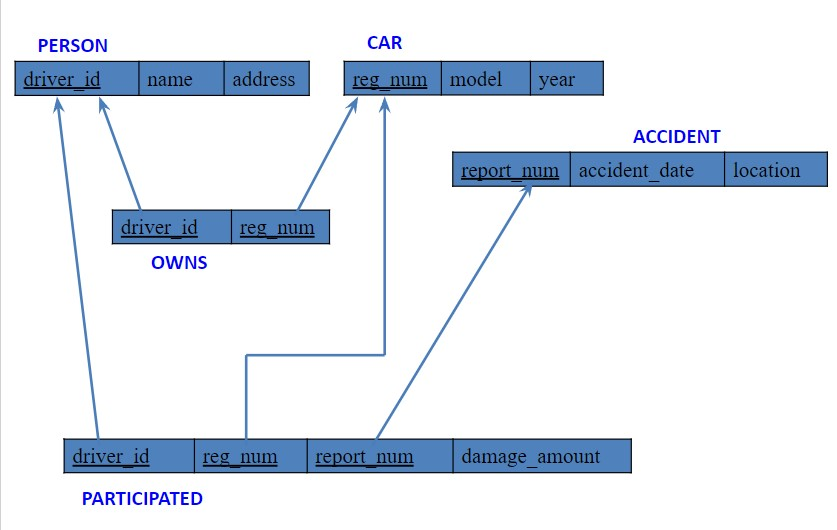 PERSON
driver_id name address
CAR
reg_num model year
ACCIDENT
report_num accident_date location
driver_id reg_num
OWNS
driver_id reg_num report_num damage_amount
PARTICIPATED